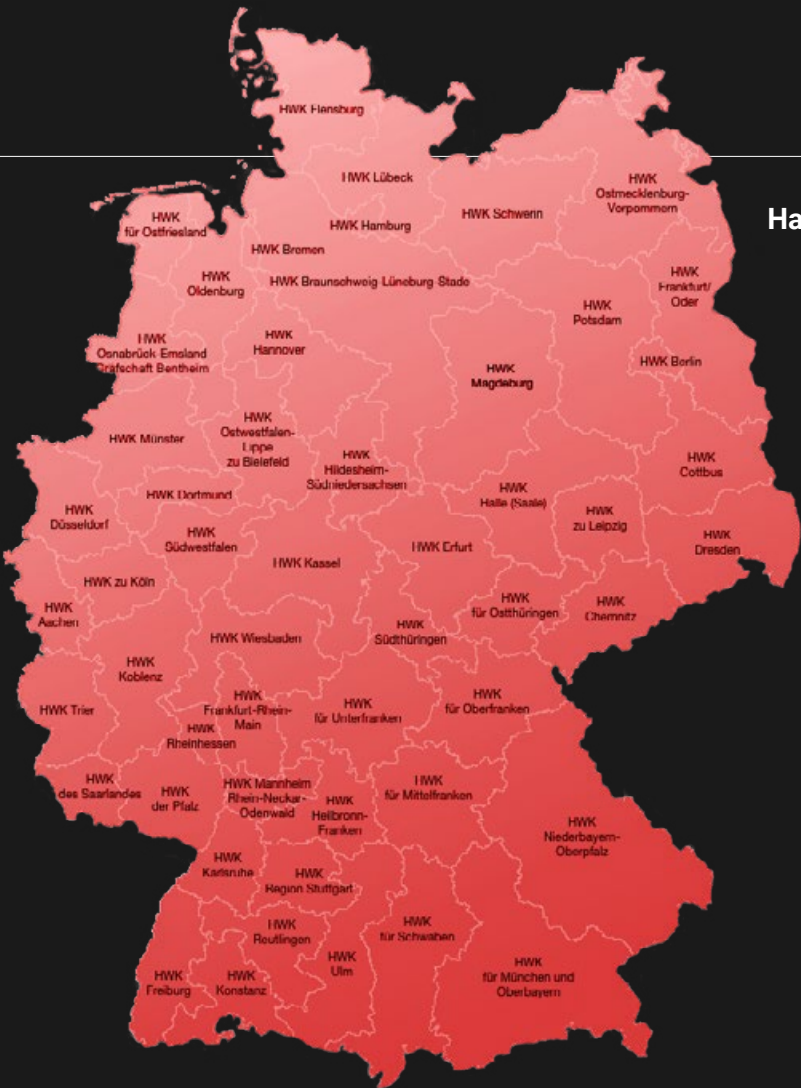 HWK Flensburg
HWK Lübeck
HWK
Ostmecklenburg-
Vorpommern
HWK Schwerin
Ha
HWK
für Ostfriesland
HWK Hamburg
HWK Bremen
HWK
Oldenburg
HWK Braunschweig-Lüneburg-Stade
HWK
Frankfurt/
Oder
HWK
Potsdam
HWK
Osnabrück-Emsland
Grafschaft Bentheim
HWK
Hannover
HWK
Magdeburg
HWK Berlin
HWK Münster
HWK
Ostwestfalen-
Lippe
zu Bielefeld
HWK
Hildesheim-
Südniedersachsen
HWK
Cottbus
HWK Dortmund
HWK
Halle (Saale)
HWK
zu Leipzig
HWK
Düsseldorf
HWK
Südwestfalen
HWK Kassel
HWK Erfurt
HWK
Dresden
HWK zu Köln
HWK
Aachen
HWK
für Ostthüringen
HWK
Chemnitz
HWK Wiesbaden
HWK
Südthüringen
HWK
Koblenz
HWK Trier
HWK
Frankfurt-Rhein-
Main
HWK
für Unterfranken
HWK
für Oberfranken
HWK
Rheinhessen
HWK
des Saarlandes
HWK
der Pfalz
HWK Mannheim
Rhein-Neckar-
Odenwald
HWK
Heilbronn-
Franken
HWK
für Mittelfranken
HWK
Niederbayern-
Oberpfalz
HWK
Karlsruhe
HWK
Region Stuttgart
HWK
Reutlingen
HWK
für Schwaben
HWK
Ulm
HWK
Freiburg
HWK
Konstanz
HWK
für München und
Oberbayern